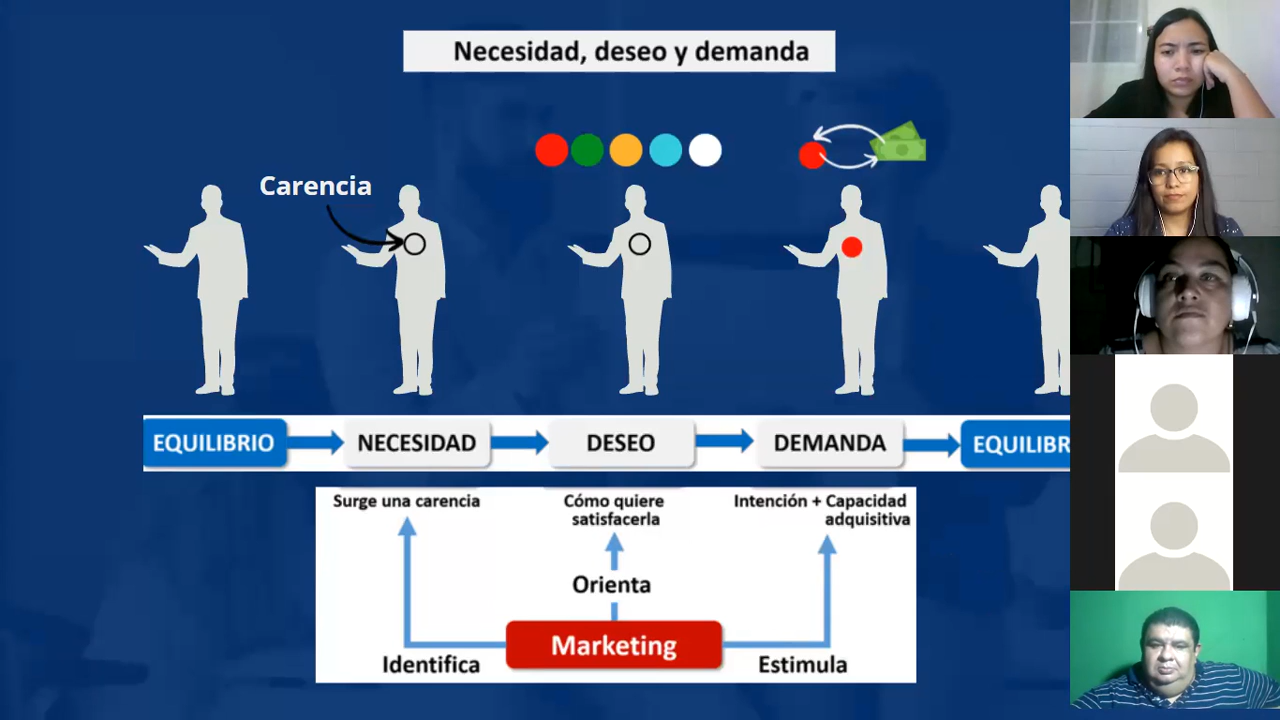 Necesidad, deseo y demanda
Carencia
EQUILIBRIO
NECESIDAD
DESEO
DEMANDA
EQUILIBR
Surge una carencia
Cómo quiere
satisfacerla
Intención + Capacidad
adquisitiva
Orienta
Marketing
Identifica
Estimula